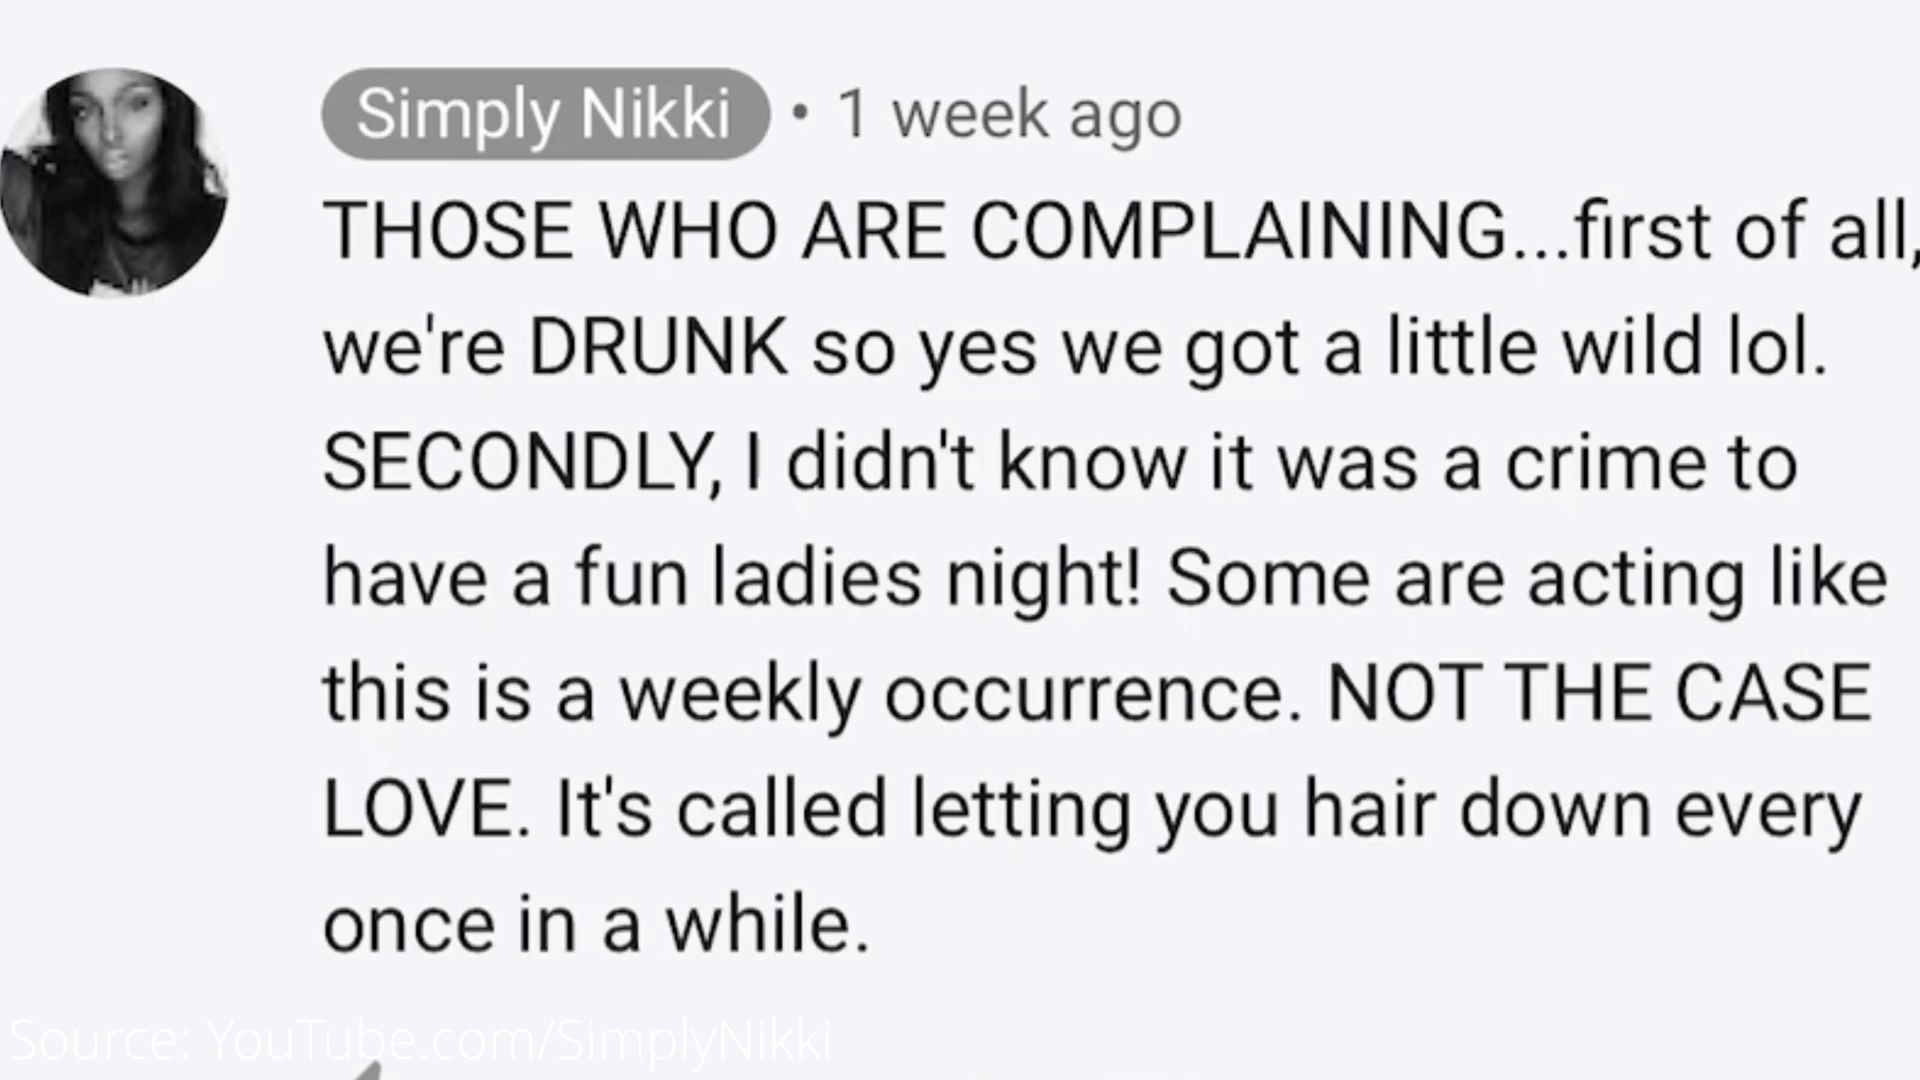 Simply Nikki • 1 week ago
THOSE WHO ARE COMPLAINING...first of all,
we're DRUNK so yes we got a little wild lol.
SECONDLY, I didn't know it was a crime to
have a fun ladies night! Some are acting like
this is a weekly occurrence. NOT THE CASE
LOVE. It's called letting you hair down every
once in a while.
Source: YouTube.com/SimplyNikki